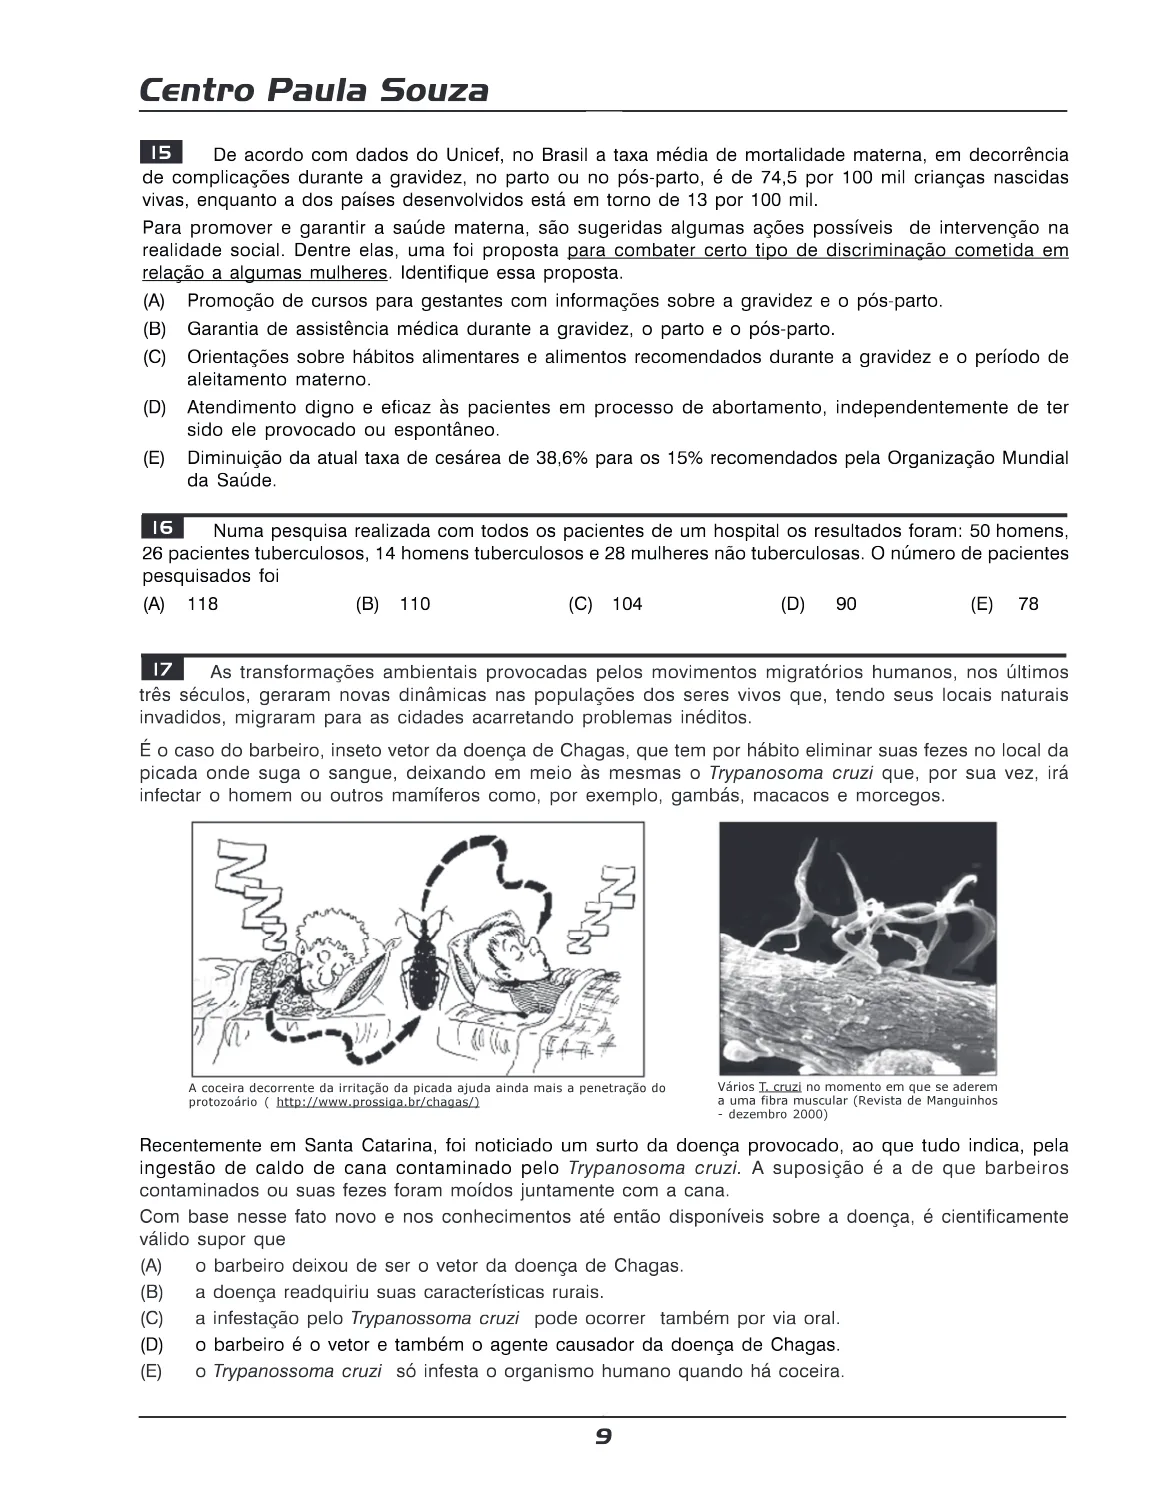 Centro Paula Souza
15 De acordo com dados do Unicef, no Brasil a taxa média de mortalidade materna, em decorrência
de complicações durante a gravidez, no parto ou no pós-parto, é de 74,5 por 100 mil crianças nascidas
vivas, enquanto a dos países desenvolvidos está em torno de 13 por 100 mil.
Para promover e garantir a saúde materna, são sugeridas algumas ações possíveis de intervenção na
realidade social. Dentre elas, uma foi proposta para combater certo tipo de discriminação cometida em
relação a algumas mulheres. Identifique essa proposta.
(A) Promoção de cursos para gestantes com informações sobre a gravidez e o pós-parto.
(B) Garantia de assistência médica durante a gravidez, o parto e o pós-parto.
(C) Orientações sobre hábitos alimentares e alimentos recomendados durante a gravidez e o período de
aleitamento materno.
(D) Atendimento digno e eficaz às pacientes em processo de abortamento, independentemente de ter
sido ele provocado ou espontâneo.
(E) Diminuição da atual taxa de cesárea de 38,6% para os 15% recomendados pela Organização Mundial
da Saúde.
16 Numa pesquisa realizada com todos os pacientes de um hospital os resultados foram: 50 homens,
26 pacientes tuberculosos, 14 homens tuberculosos e 28 mulheres não tuberculosas. O número de pacientes
pesquisados foi
(A) 118 (B) 110 (C) 104 (D) 90 (E) 78
17 As transformações ambientais provocadas pelos movimentos migratórios humanos, nos últimos
três séculos, geraram novas dinâmicas nas populações dos seres vivos que, tendo seus locais naturais
invadidos, migraram para as cidades acarretando problemas inéditos.
É o caso do barbeiro, inseto vetor da doença de Chagas, que tem por hábito eliminar suas fezes no local da
picada onde suga o sangue, deixando em meio às mesmas o Trypanosoma cruzi que, por sua vez, irá
infectar o homem ou outros mamíferos como, por exemplo, gambás, macacos e morcegos.
NNN
NNN
A coceira decorrente da irritação da picada ajuda ainda mais a penetração do
protozoário ( http://www.prossiga.br/chagas/)
Vários T. cruzi no momento em que se aderem
a uma fibra muscular (Revista de Manguinhos
- dezembro 2000)
Recentemente em Santa Catarina, foi noticiado um surto da doença provocado, ao que tudo indica, pela
ingestão de caldo de cana contaminado pelo Trypanosoma cruzi. A suposição é a de que barbeiros
contaminados ou suas fezes foram moídos juntamente com a cana.
Com base nesse fato novo e nos conhecimentos até então disponíveis sobre a doença, é cientificamente
válido supor que
(A) o barbeiro deixou de ser o vetor da doença de Chagas.
(B) a doença readquiriu suas características rurais.
(C) a infestação pelo Trypanossoma cruzi pode ocorrer também por via oral.
(D) o barbeiro é o vetor e também o agente causador da doença de Chagas.
(E) o Trypanossoma cruzi só infesta o organismo humano quando há coceira.
9